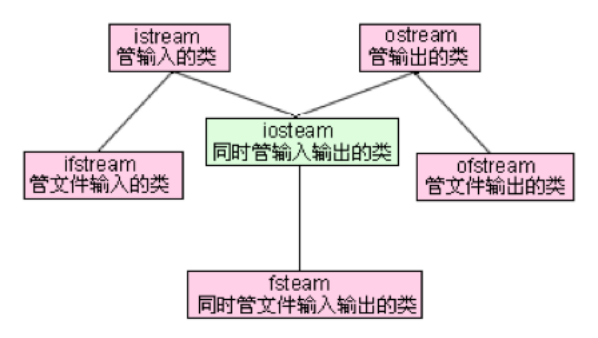 istream
管输入的类
ostream
管输出的类
iosteam
同时管输入输出的类
ifstream
管文件输入的类
ofstream
管文件输出的类
fsteam
同时管文件输入输出的类